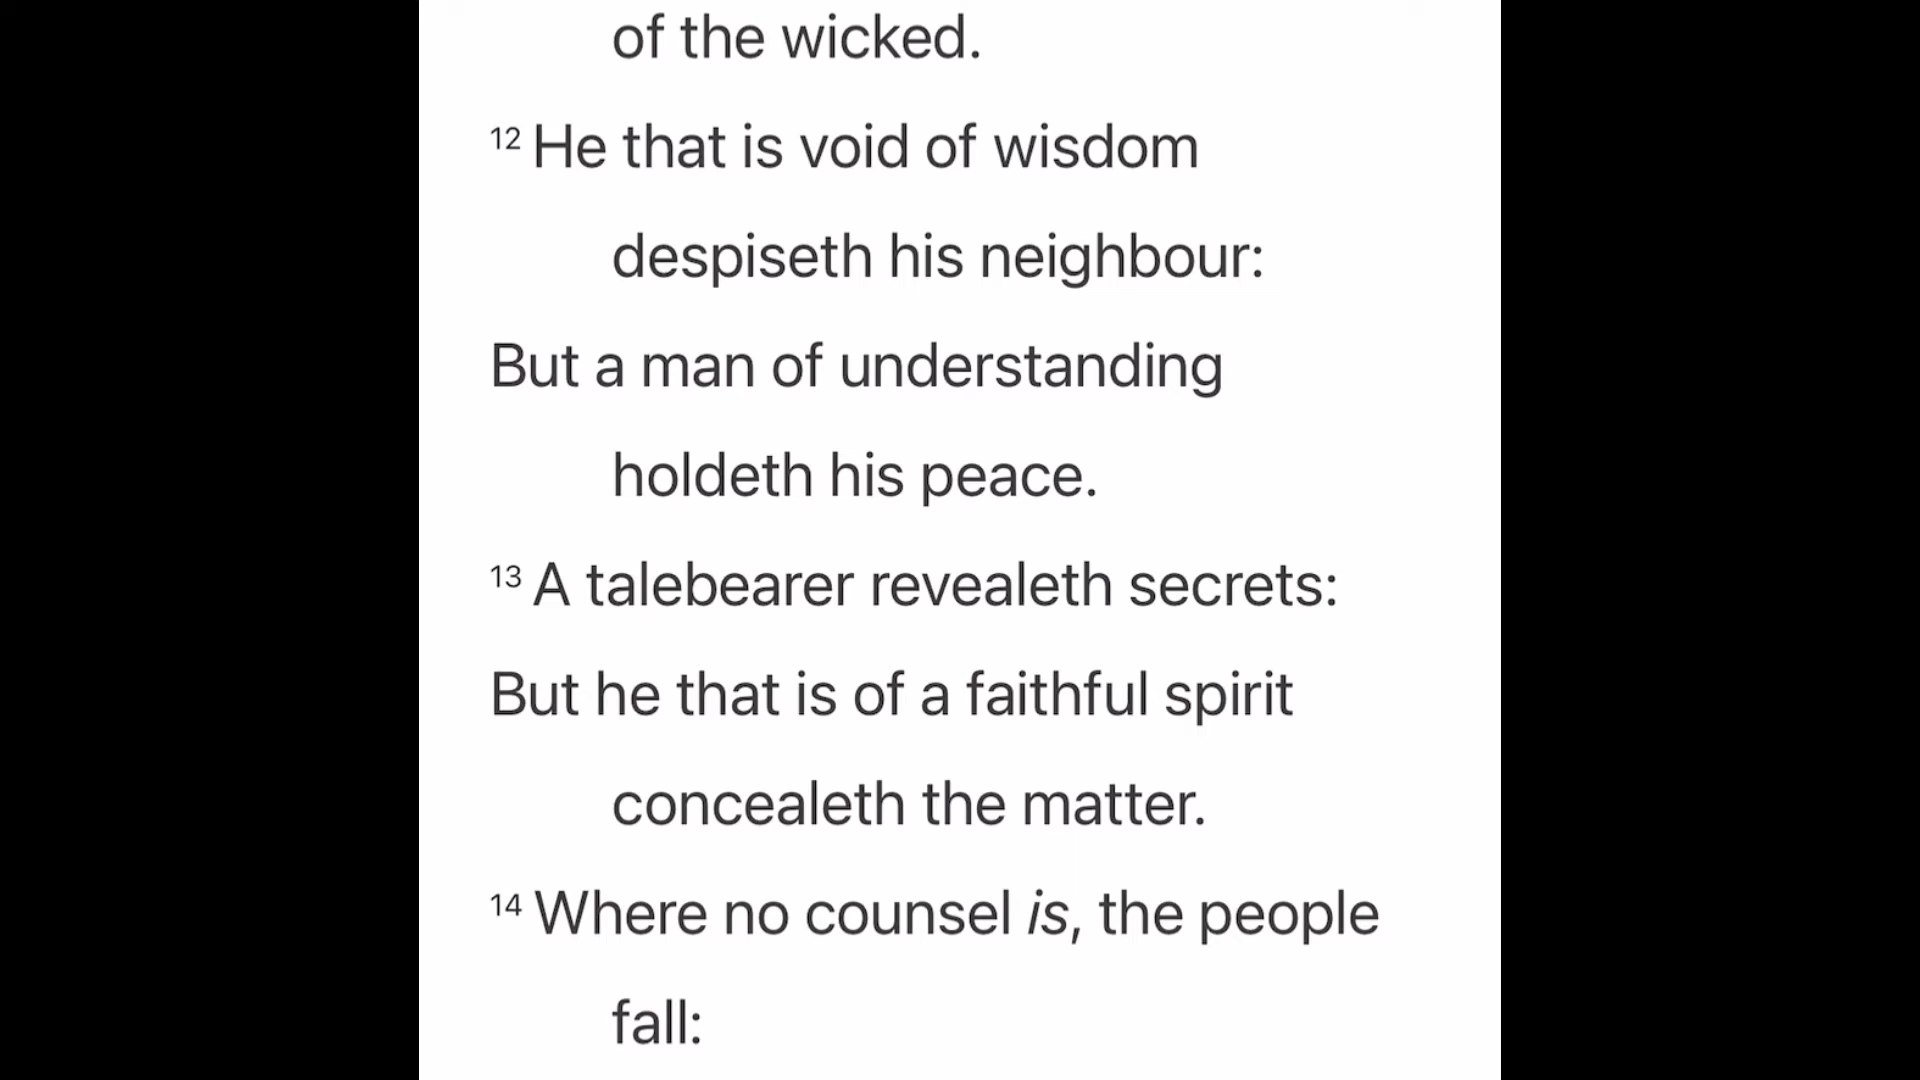 of the wicked.
12 He that is void of wisdom
despiseth his neighbour:
But a man of understanding
holdeth his peace.
13 A talebearer revealeth secrets:
But he that is of a faithful spirit
concealeth the matter.
14 Where no counsel is, the people
fall: